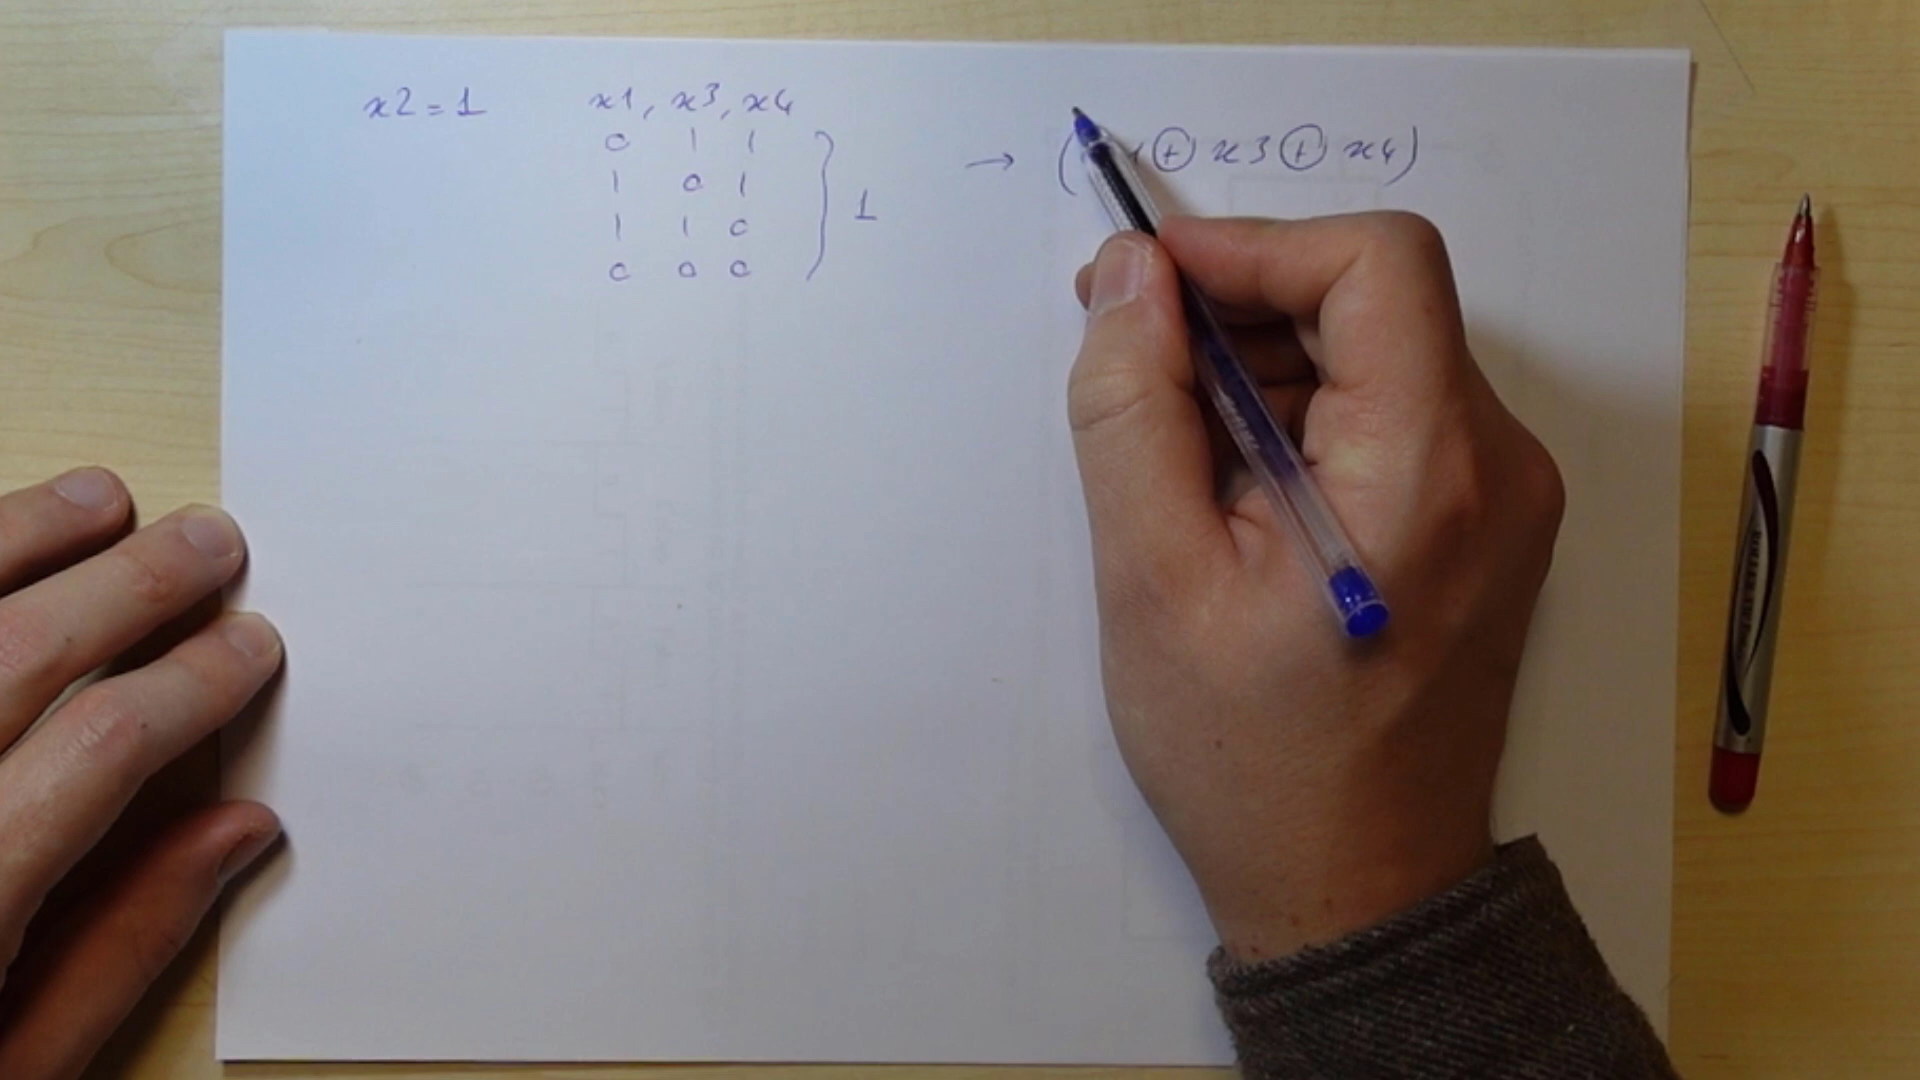 x2=1 x1, x3, x4
0 1 1
1 0 1
1 1 0
0 0 0
} 1
→ ( ⊕ x3 ⊕ x4)